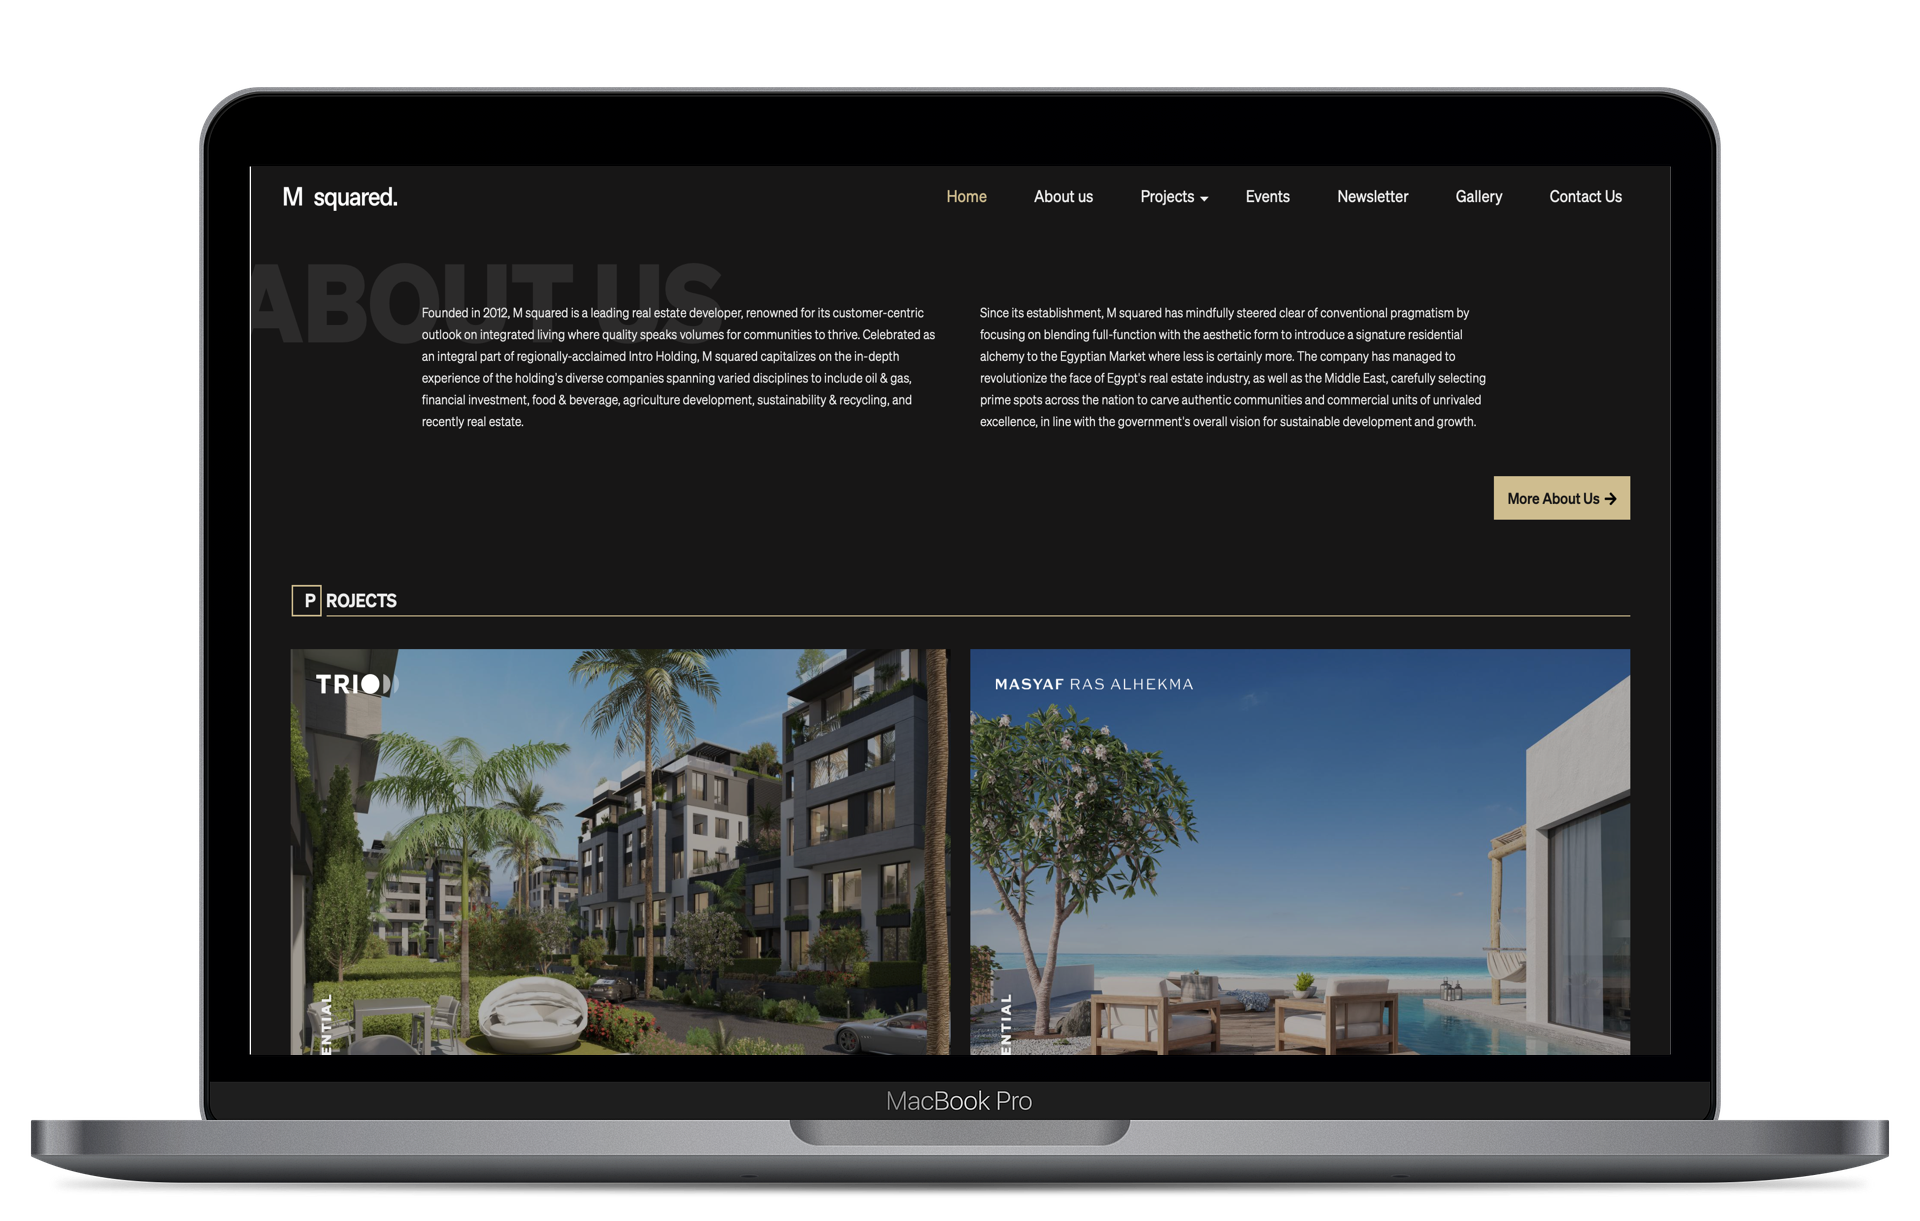 M squared.
Home About us Projects Events Newsletter Gallery Contact Us
ABOUT US
Founded in 2012, M squared is a leading real estate developer, renowned for its customer-centric
outlook on integrated living where quality speaks volumes for communities to thrive. Celebrated as
an integral part of regionally-acclaimed Intro Holding, M squared capitalizes on the in-depth
experience of the holding's diverse companies spanning varied disciplines to include oil & gas,
financial investment, food & beverage, agriculture development, sustainability & recycling, and
recently real estate.
Since its establishment, M squared has mindfully steered clear of conventional pragmatism by
focusing on blending full-function with the aesthetic form to introduce a signature residential
alchemy to the Egyptian Market where less is certainly more. The company has managed to
revolutionize the face of Egypt's real estate industry, as well as the Middle East, carefully selecting
prime spots across the nation to carve authentic communities and commercial units of unrivaled
excellence, in line with the government's overall vision for sustainable development and growth.
More About Us →
PROJECTS
TRIO
MASYAF RAS ALHEKMA
ENTIAL
ENTIAL
MacBook Pro